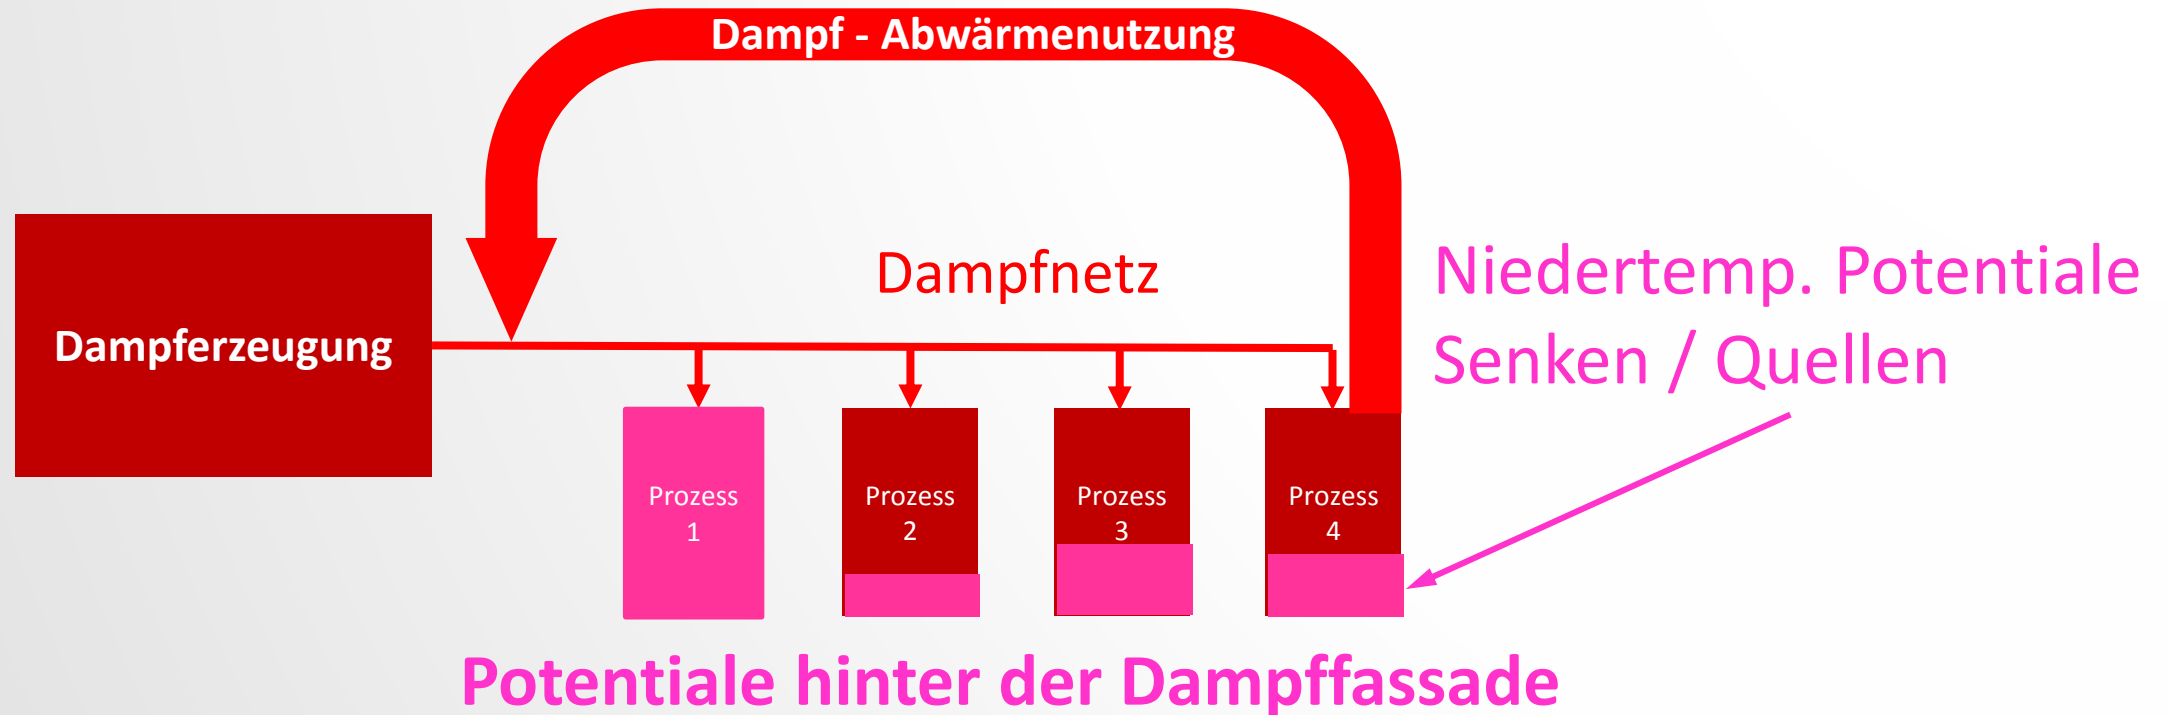 Dampf - Abwärmenutzung
Dampfnetz
Niedertemp. Potentiale
Senken / Quellen
Dampferzeugung
Prozess
1
Prozess
2
Prozess
3
Prozess
4
Potentiale hinter der Dampffassade